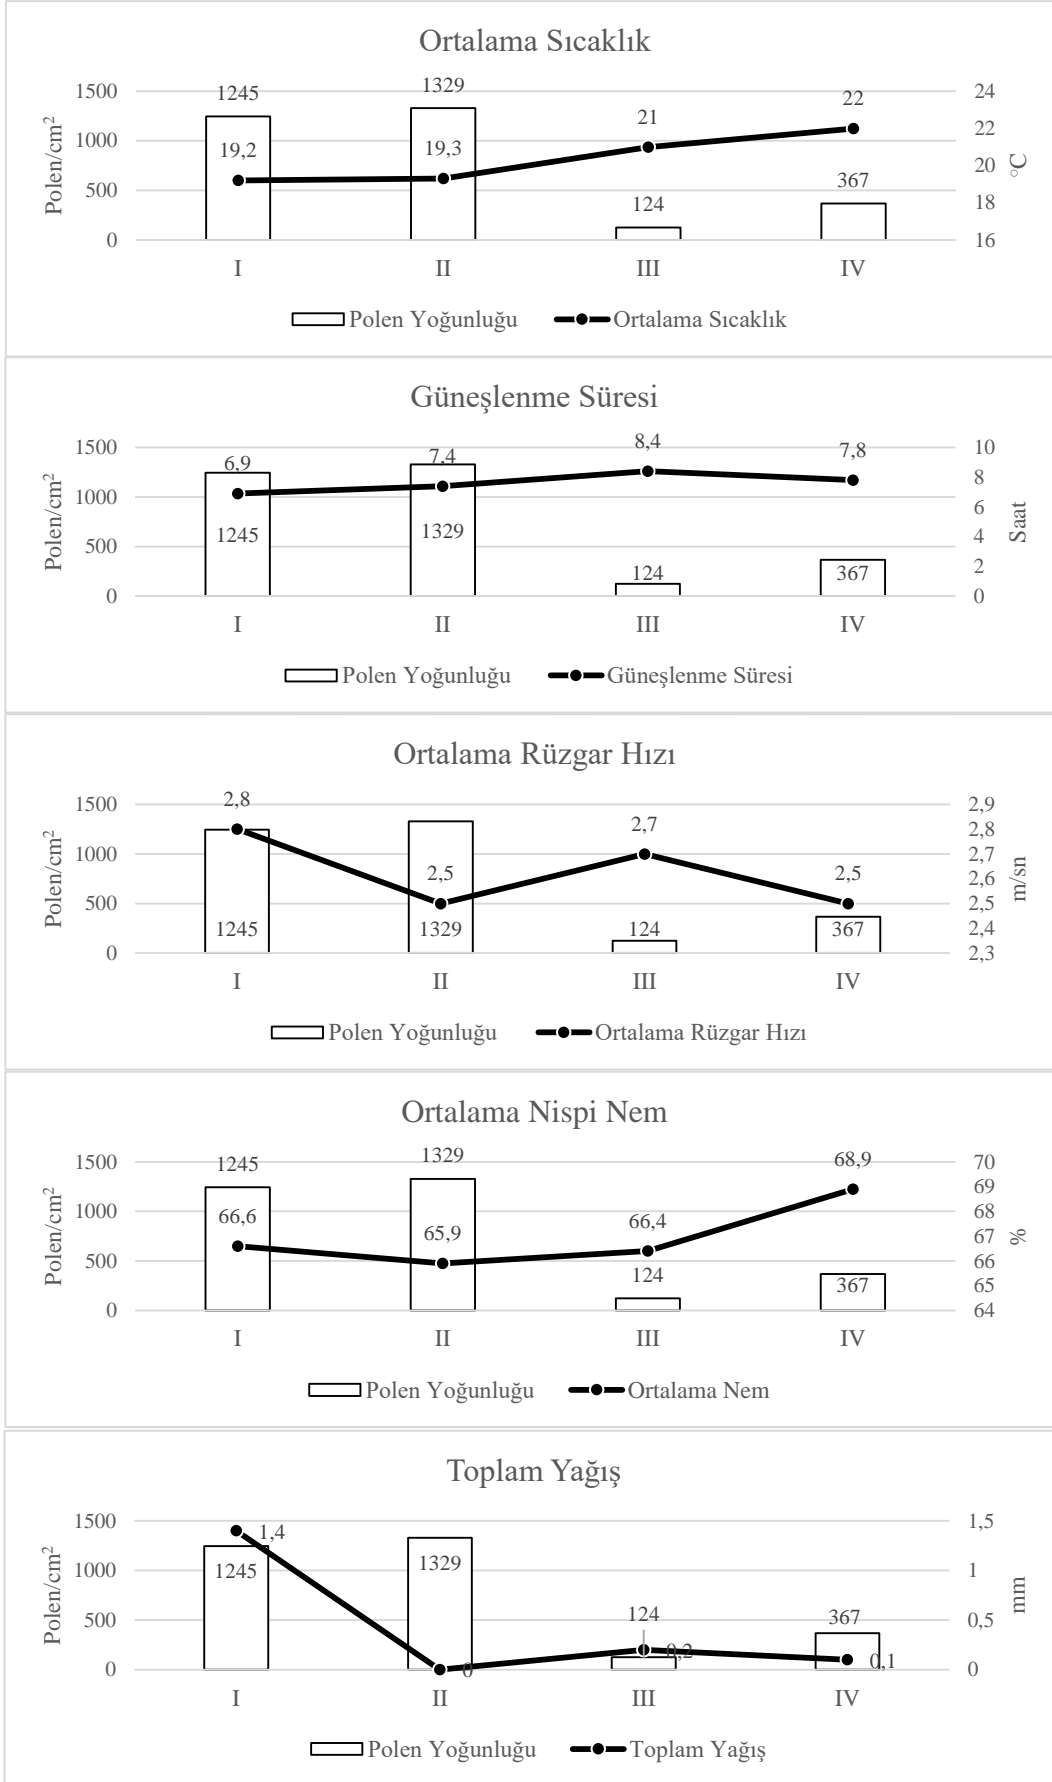 Ortalama Sıcaklık
1500 1245 1329 21 22 24
1000 19,2 19,3 22
500 124 367 20
0 18
16
Polen/cm²
°C
I II III IV
Polen Yoğunluğu Ortalama Sıcaklık
Güneşlenme Süresi
1500 6,9 7,4 8,4 7,8 10
1000 8
500 1245 1329 124 367 6
0 4
2
0
Polen/cm²
Saat
I II III IV
Polen Yoğunluğu Güneşlenme Süresi
Ortalama Rüzgar Hızı
1500 2,8 2,7 2,9
1000 2,5 2,5 2,8
500 1245 1329 124 367 2,7
0 2,6
2,5
2,4
2,3
Polen/cm²
m/sn
I II III IV
Polen Yoğunluğu Ortalama Rüzgar Hızı
Ortalama Nispi Nem
1500 1245 1329 68,9 70
1000 66,6 65,9 66,4 69
500 124 367 68
0 67
66
65
64
Polen/cm²
%
I II III IV
Polen Yoğunluğu Ortalama Nem
Toplam Yağış
1500 1,4 1,5
1000 1245 1329 1
500 124 367 0,5
0 0 0,2 0,1 0
Polen/cm²
mm
I II III IV
Polen Yoğunluğu Toplam Yağış